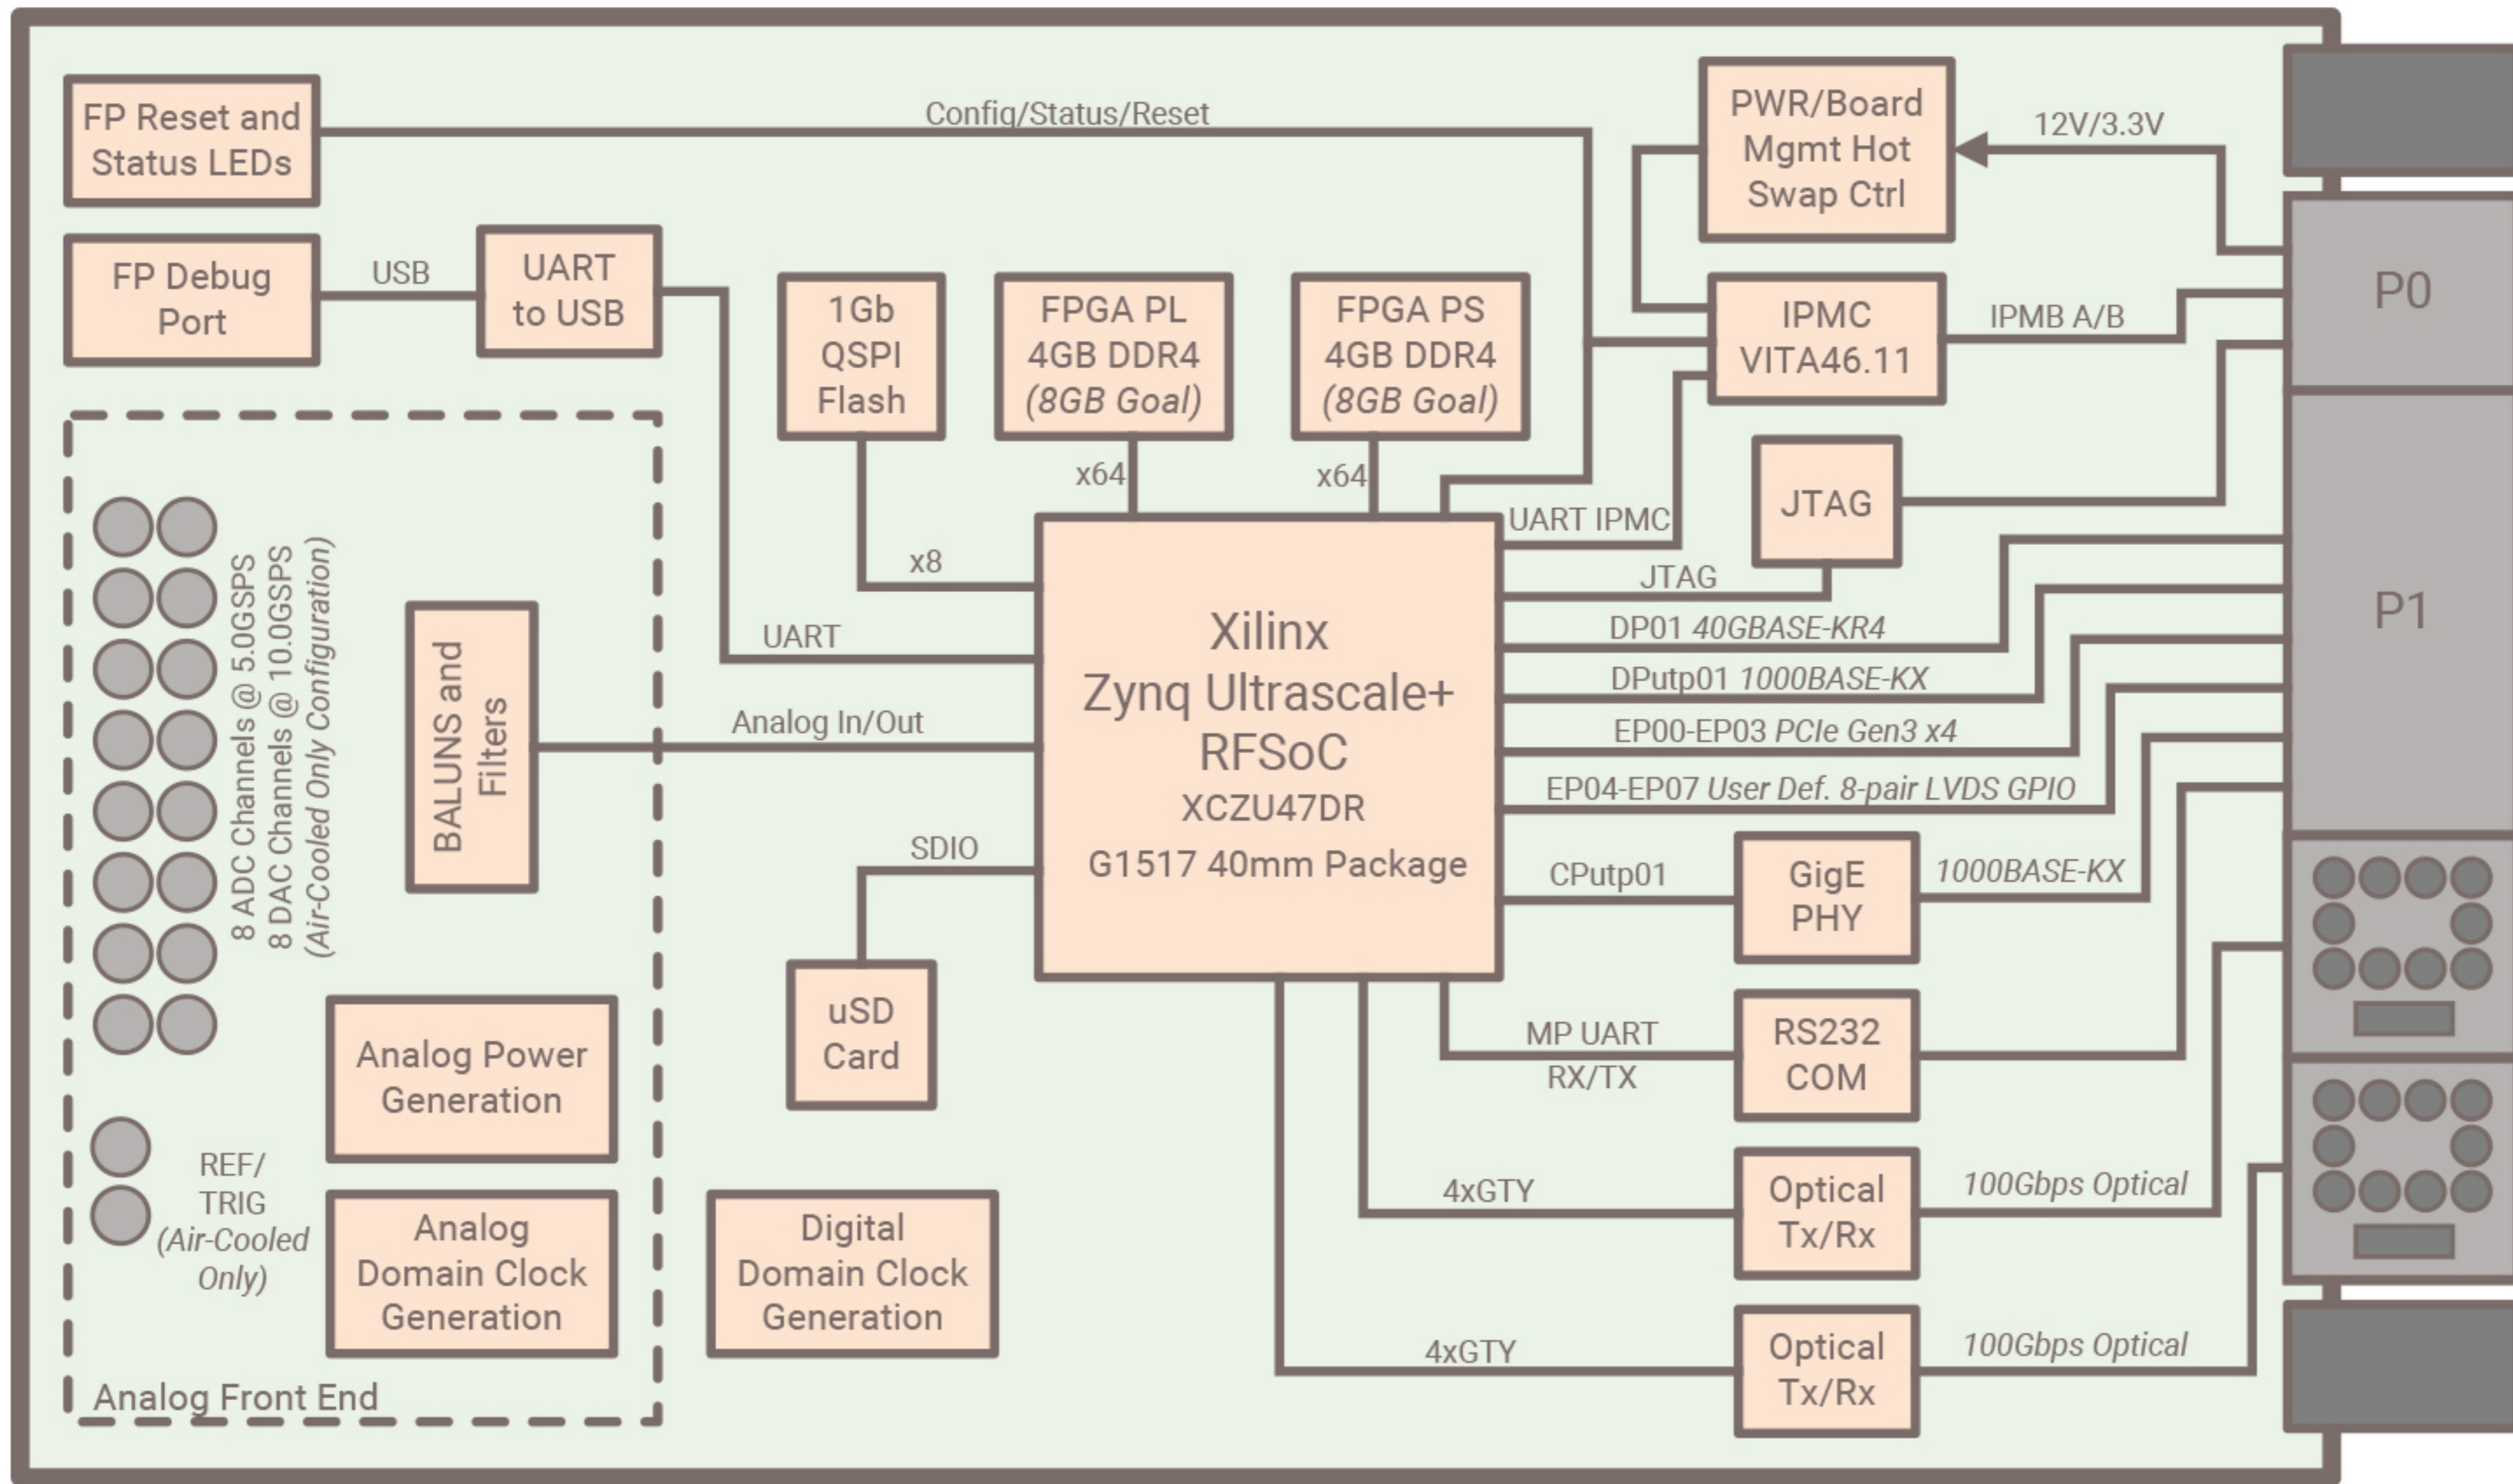 FP Reset and
Status LEDs
Config/Status/Reset
PWR/Board
Mgmt Hot
Swap Ctrl
12V/3.3V
FP Debug
Port
USB
UART
to USB
1Gb
QSPI
Flash
FPGA PL
4GB DDR4
(8GB Goal)
FPGA PS
4GB DDR4
(8GB Goal)
IPMC
VITA46.11
IPMB A/B
P0
x64
x64
UART IPMC
JTAG
JTAG
x8
UART
Analog In/Out
SDIO
8 ADC Channels @ 5.0GSPS
8 DAC Channels @ 10.0GSPS
(Air-Cooled Only Configuration)
BALUNS and
Filters
Xilinx
Zynq Ultrascale+
RFSoC
XCZU47DR
G1517 40mm Package
DP01 40GBASE-KR4
DPutp01 1000BASE-KX
EP00-EP03 PCIe Gen3 x4
EP04-EP07 User Def. 8-pair LVDS GPIO
P1
CPutp01
GigE
PHY
1000BASE-KX
uSD
Card
MP UART
RX/TX
RS232
COM
Analog Power
Generation
REF/
TRIG
(Air-Cooled
Only)
Analog
Domain Clock
Generation
Digital
Domain Clock
Generation
4xGTY
Optical
Tx/Rx
100Gbps Optical
4xGTY
Optical
Tx/Rx
100Gbps Optical
Analog Front End